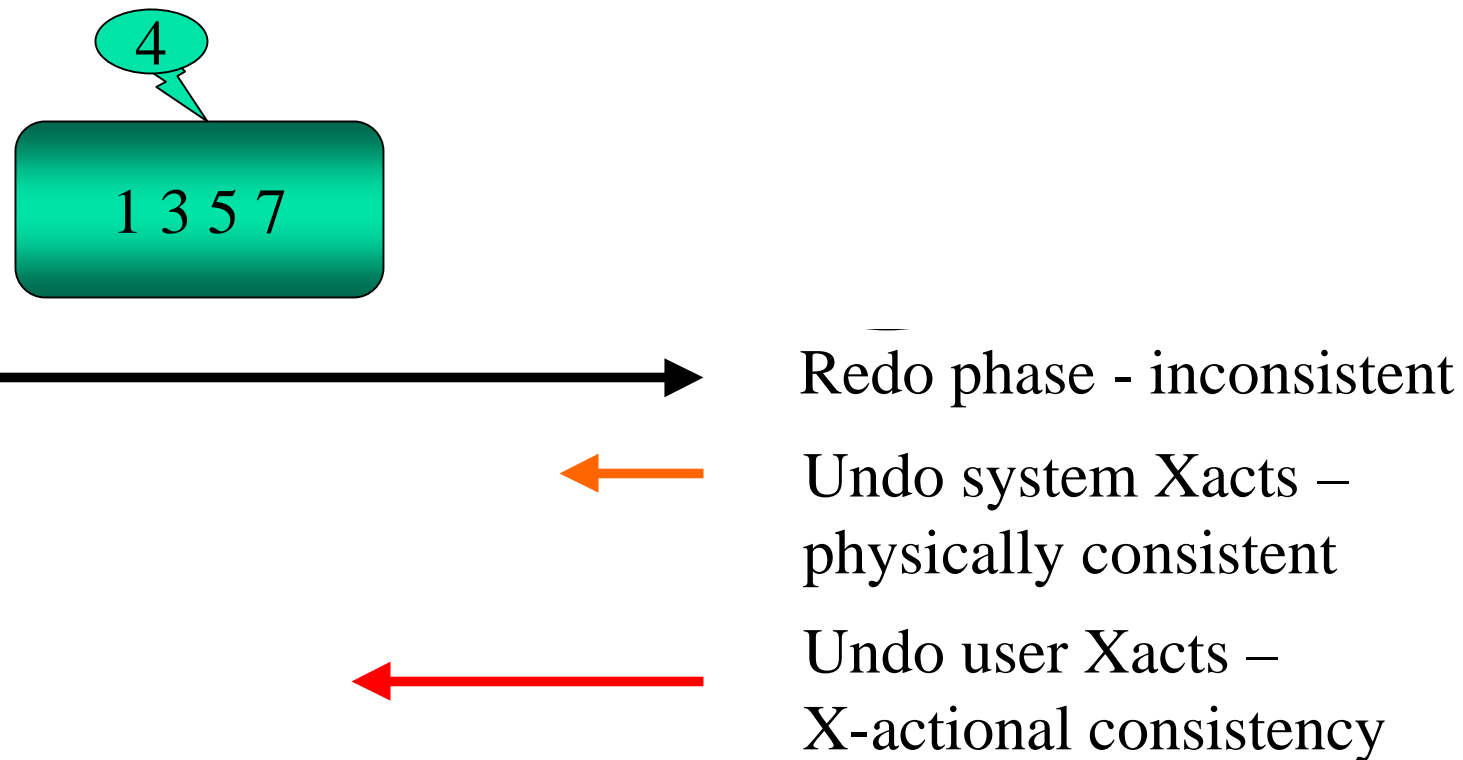 4
1 3 5 7
Redo phase - inconsistent
Undo system Xacts –
physically consistent
Undo user Xacts –
X-actional consistency